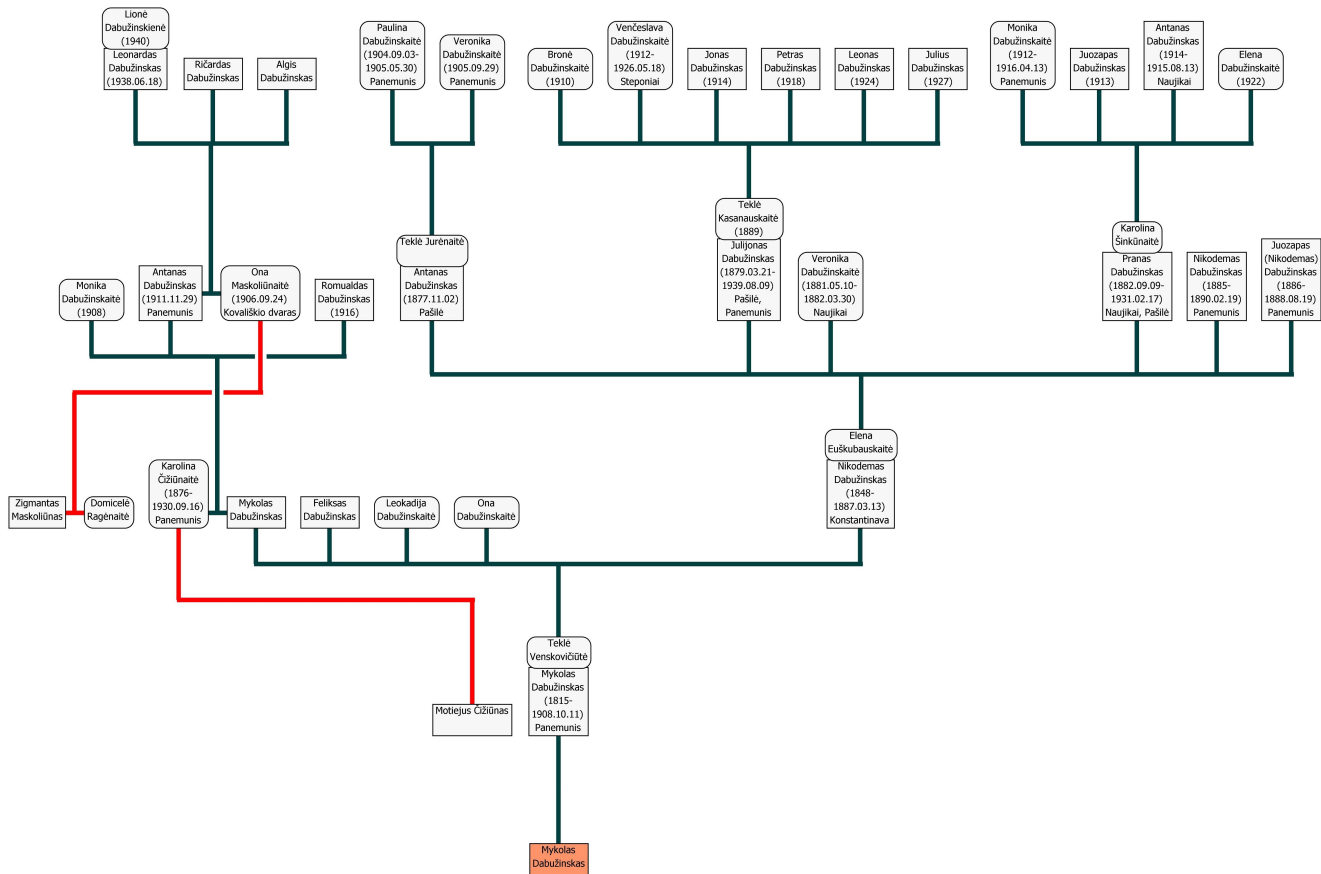 Lionė
Dabužinskienė
(1940)
Leonardas
Dabužinskas
(1938.06.18)
Ričardas
Dabužinskas
Algis
Dabužinskas
Paulina
Dabužinskaitė
(1904.09.03-
1905.05.30)
Panemunis
Veronika
Dabužinskaitė
(1905.09.29)
Panemunis
Bronė
Dabužinskaitė
(1910)
Venčeslava
Dabužinskaitė
(1912-
1926.05.18)
Steponiai
Jonas
Dabužinskas
(1914)
Petras
Dabužinskas
(1918)
Leonas
Dabužinskas
(1924)
Julius
Dabužinskas
(1927)
Monika
Dabužinskaitė
(1912-
1916.04.13)
Panemunis
Juozapas
Dabužinskas
(1913)
Antanas
Dabužinskas
(1914-
1915.08.13)
Naujikai
Elena
Dabužinskaitė
(1922)
Monika
Dabužinskaitė
(1908)
Antanas
Dabužinskas
(1911.11.29)
Panemunis
Ona
Maskoliūnaitė
(1906.09.24)
Kovališkio dvaras
Romualdas
Dabužinskas
(1916)
Teklė Jurėnaitė
Antanas
Dabužinskas
(1877.11.02)
Pašilė
Teklė
Kasanauskaitė
(1889)
Julijonas
Dabužinskas
(1879.03.21-
1939.08.09)
Pašilė,
Panemunis
Veronika
Dabužinskaitė
(1881.05.10-
1882.03.30)
Naujikai
Karolina
Šinkūnaitė
Pranas
Dabužinskas
(1882.09.09-
1931.02.17)
Naujikai, Pašilė
Nikodemas
Dabužinskas
(1885-
1890.02.19)
Panemunis
Juozapas
(Nikodemas)
Dabužinskas
(1886-
1888.08.19)
Panemunis
Zigmantas
Maskoliūnas
Domicelė
Ragėnaitė
Karolina
Čižiūnaitė
(1876-
1930.09.16)
Panemunis
Mykolas
Dabužinskas
Feliksas
Dabužinskas
Leokadija
Dabužinskaitė
Ona
Dabužinskaitė
Elena
Euškubauskaitė
Nikodemas
Dabužinskas
(1848-
1887.03.13)
Konstantinava
Motiejus Čižiūnas
Teklė
Venskovičiūtė
Mykolas
Dabužinskas
(1815-
1908.10.11)
Panemunis
Mykolas
Dabužinskas